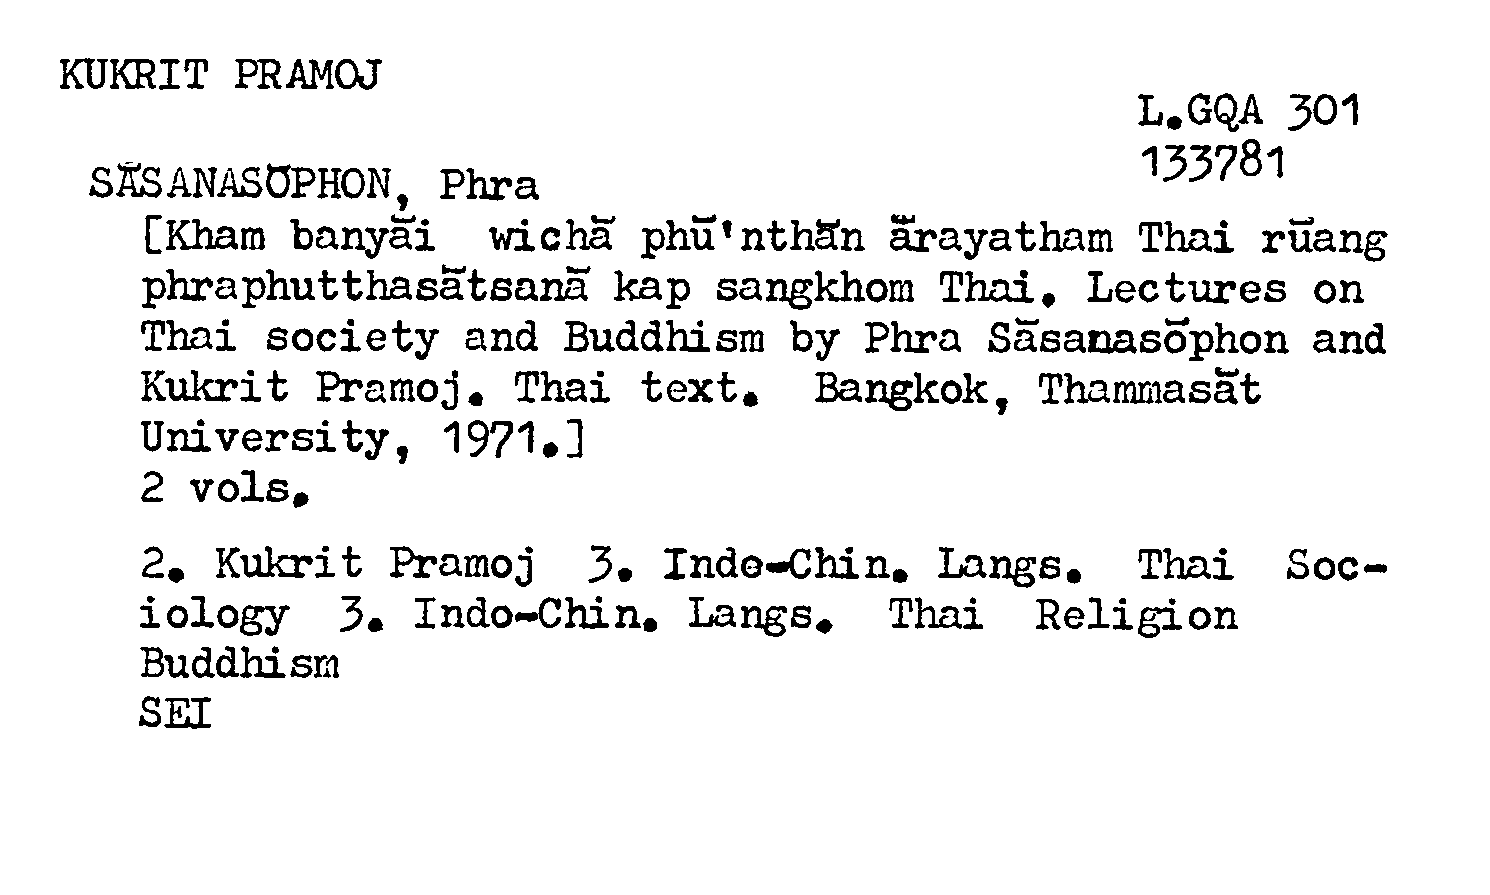 KUKRIT PRAMOJ
L.GQA 301
133781
SĀSANASŌPHON, Phra
[Kham banyāi wichā phū'nthān ārayatham Thai rūang
phraphutthasātsanā kap sangkhom Thai. Lectures on
Thai society and Buddhism by Phra Sāsanasōphon and
Kukrit Pramoj. Thai text. Bangkok, Thammasāt
University, 1971.]
2 vols.
2. Kukrit Pramoj 3. Indo-Chin. Langs. Thai Soc-
iology 3. Indo-Chin. Langs. Thai Religion
Buddhism
SEI